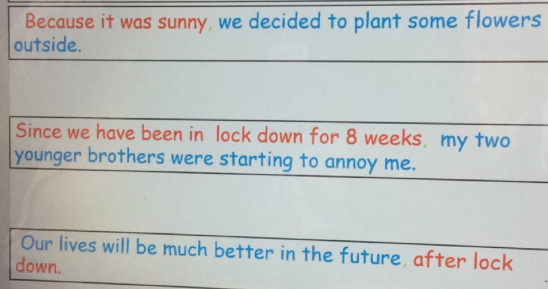 Because it was sunny, we decided to plant some flowers
outside.
Since we have been in lock down for 8 weeks, my two
younger brothers were starting to annoy me.
Our lives will be much better in the future, after lock
down.